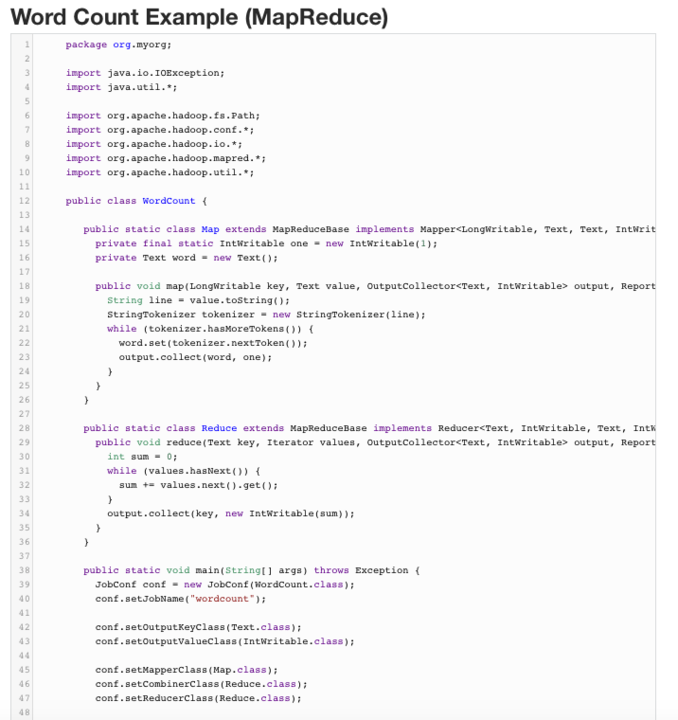 Word Count Example (MapReduce)
1 package org.myorg;
2
3 import java.io.IOException;
4 import java.util.*;
5
6 import org.apache.hadoop.fs.Path;
7 import org.apache.hadoop.conf.*;
8 import org.apache.hadoop.io.*;
9 import org.apache.hadoop.mapred.*;
10 import org.apache.hadoop.util.*;
11
12 public class WordCount {
13
14 public static class Map extends MapReduceBase implements Mapper<LongWritable, Text, Text, IntWrit
15 private final static IntWritable one = new IntWritable(1);
16 private Text word = new Text();
17
18 public void map(LongWritable key, Text value, OutputCollector<Text, IntWritable> output, Report
19 String line = value.toString();
20 StringTokenizer tokenizer = new StringTokenizer(line);
21 while (tokenizer.hasMoreTokens()) {
22 word.set(tokenizer.nextToken());
23 output.collect(word, one);
24 }
25 }
26 }
27
28 public static class Reduce extends MapReduceBase implements Reducer<Text, IntWritable, Text, IntW
29 public void reduce(Text key, Iterator values, OutputCollector<Text, IntWritable> output, Report
30 int sum = 0;
31 while (values.hasNext()) {
32 sum += values.next().get();
33 }
34 output.collect(key, new IntWritable(sum));
35 }
36 }
37
38 public static void main(String[] args) throws Exception {
39 JobConf conf = new JobConf(WordCount.class);
40 conf.setJobName("wordcount");
41
42 conf.setOutputKeyClass(Text.class);
43 conf.setOutputValueClass(IntWritable.class);
44
45 conf.setMapperClass(Map.class);
46 conf.setCombinerClass(Reduce.class);
47 conf.setReducerClass(Reduce.class);
48